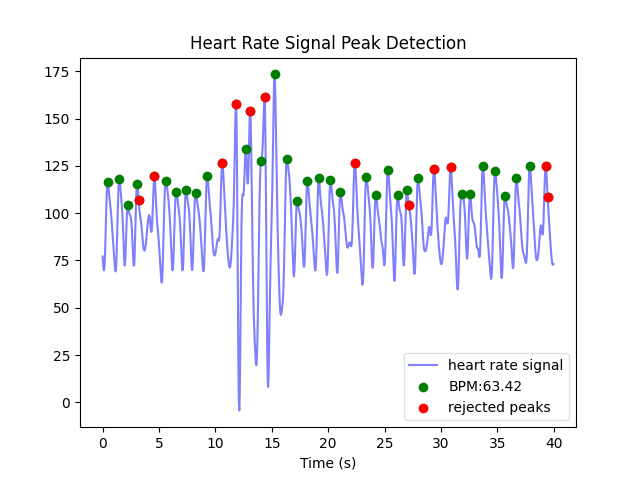 Heart Rate Signal Peak Detection
175
150
125
100
75
50
25
0
heart rate signal
BPM:63.42
rejected peaks
0 5 10 15 20 25 30 35 40
Time (s)